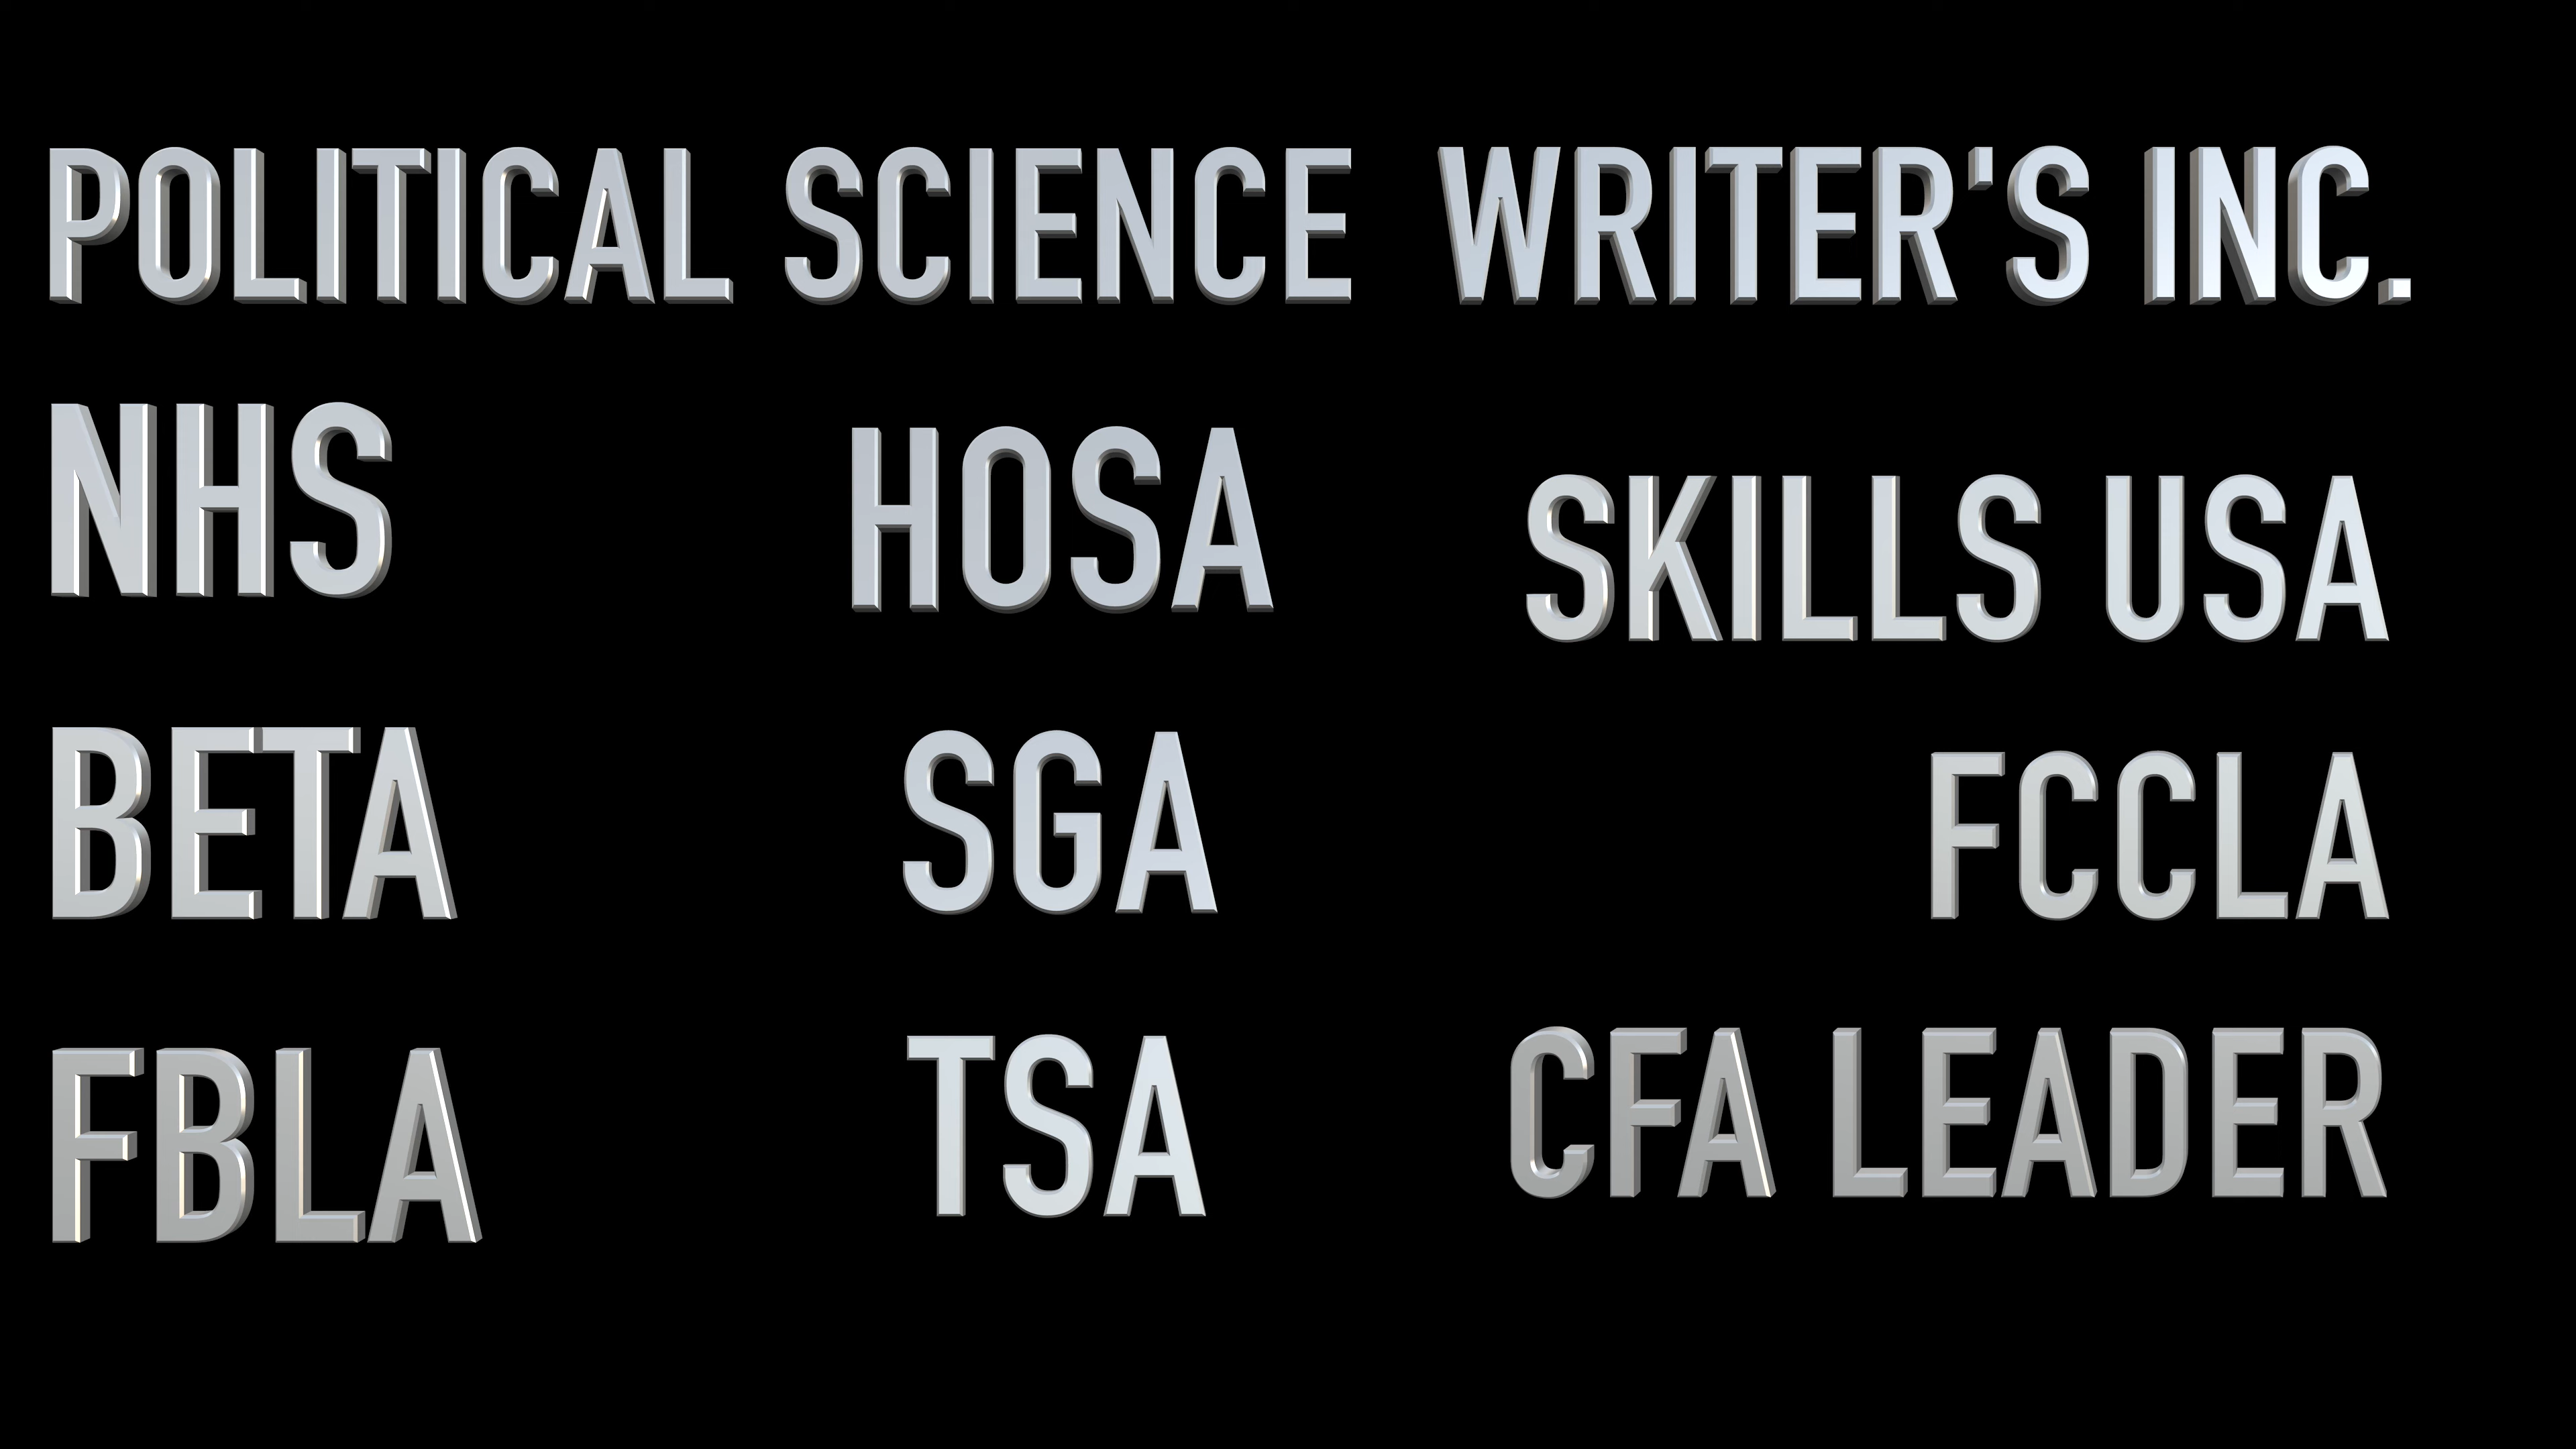 POLITICAL SCIENCE WRITER'S INC.
NHS HOSA SKILLS USA
BETA SGA FCCLA
FBLA TSA CFA LEADER